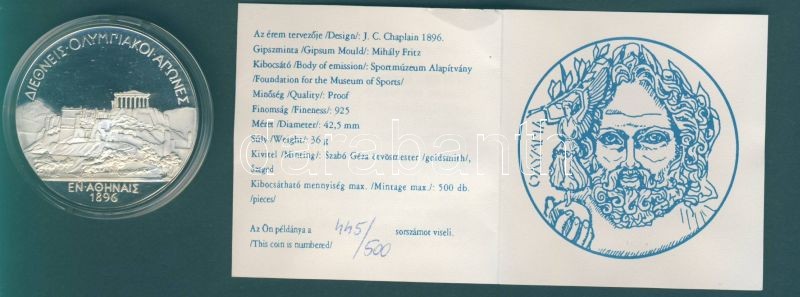 ΔΙΕΘΝΕΙΣ·ΟΛΥΜΠΙΑΚΟΙ·ΑΓΩΝΕΣ
ΕΝ·ΑΘΗΝΑΙΣ
1896
Az érem tervezője /Design/: J. C. Chaplain 1896.
Gipszminta /Gipsum Mould/: Mihály Fritz
Kibocsátó /Body of emission/: Sportmúzeum Alapítvány
/Foundation for the Museum of Sports/
Minőség /Quality/: Proof
Finomság /Fineness/: 925
Méret /Diameter/: 42,5 mm
Súly /Weight/: 36 g
Kivitel /Minting/: Szabó Géza ötvösmester /goldsmith/,
Szeged
Kibocsátható mennyiség max. /Mintage max./: 500 db.
/pieces/
Az Ön példánya a 445/500 sorszámot viseli.
/This coin is numbered/
ΟΛΥΜΠΙΑ
darabanth